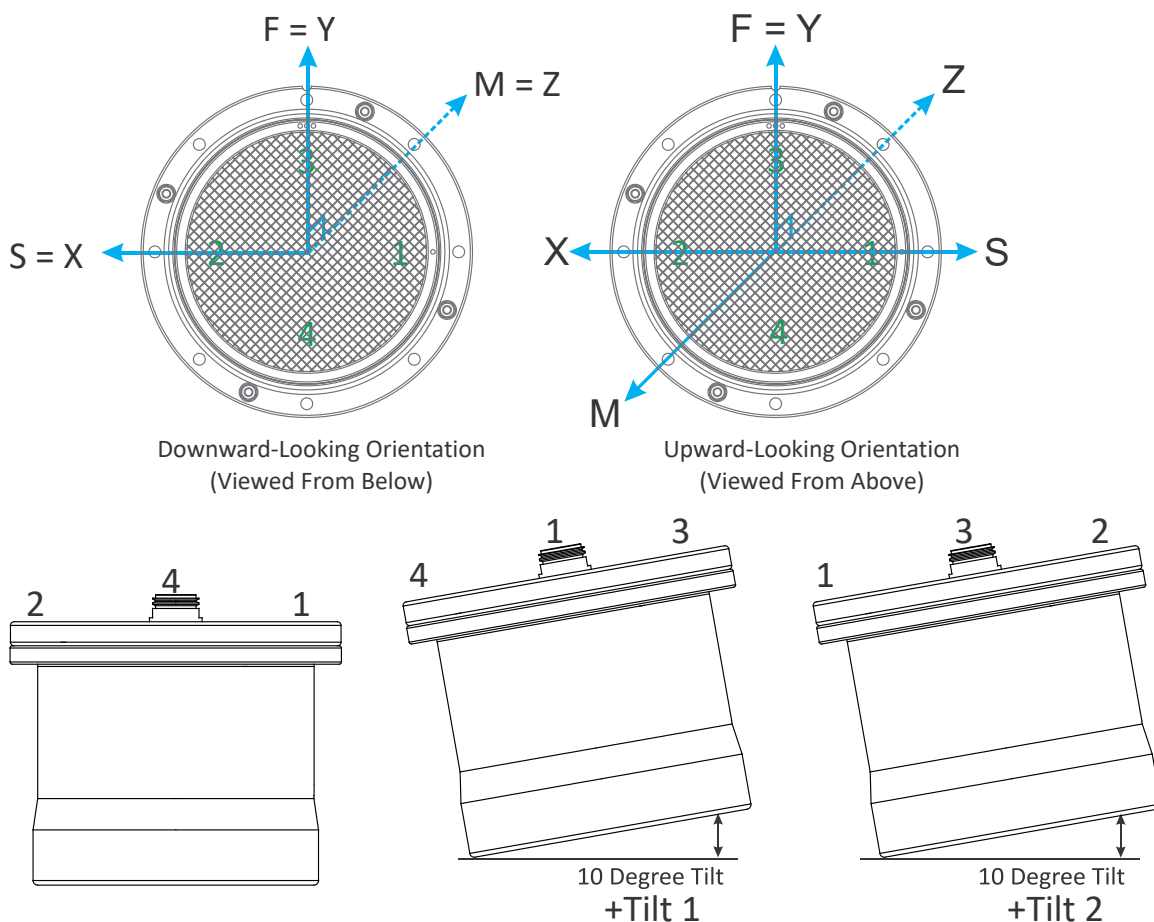 F = Y
M = Z
3
1
S = X
2
1
4
Downward-Looking Orientation
(Viewed From Below)
F = Y
Z
3
1
X
2
1
S
4
M
Upward-Looking Orientation
(Viewed From Above)
2
4
1
4
1
3
10 Degree Tilt
+Tilt 1
1
3
2
10 Degree Tilt
+Tilt 2